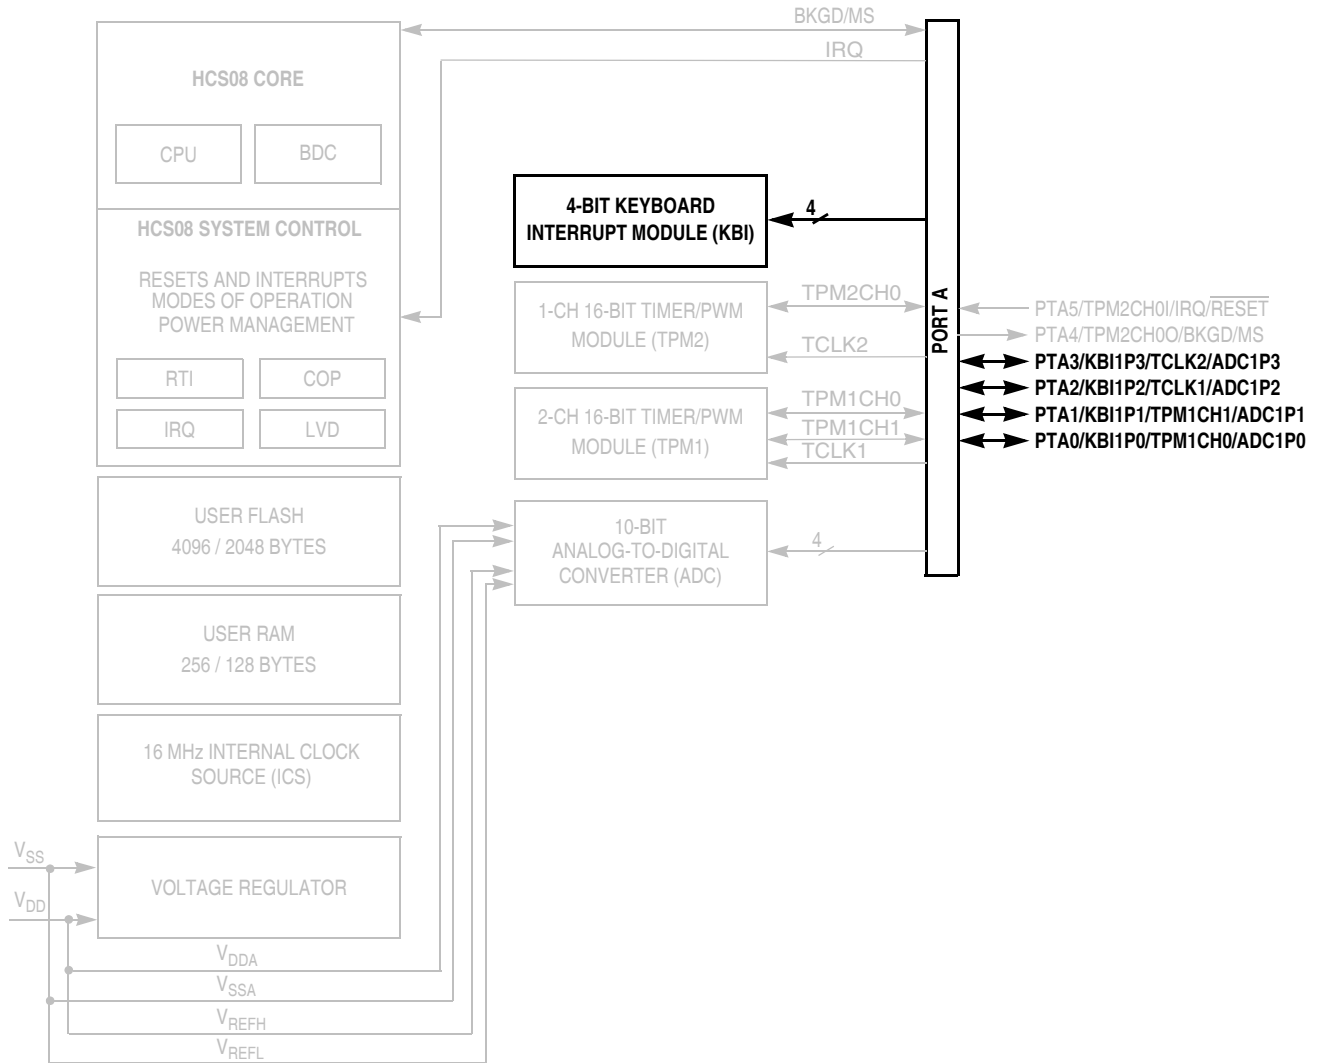 BKGD/MS
IRQ
HCS08 CORE
CPU
BDC
HCS08 SYSTEM CONTROL
RESETS AND INTERRUPTS
MODES OF OPERATION
POWER MANAGEMENT
RTI
COP
IRQ
LVD
USER FLASH
4096 / 2048 BYTES
USER RAM
256 / 128 BYTES
16 MHz INTERNAL CLOCK
SOURCE (ICS)
VOLTAGE REGULATOR
VSS
VDD
VDDA
VSSA
VREFH
VREFL
4-BIT KEYBOARD
INTERRUPT MODULE (KBI)
4
1-CH 16-BIT TIMER/PWM
MODULE (TPM2)
TPM2CH0
TCLK2
2-CH 16-BIT TIMER/PWM
MODULE (TPM1)
TPM1CH0
TPM1CH1
TCLK1
10-BIT
ANALOG-TO-DIGITAL
CONVERTER (ADC)
4
PORT A
PTA5/TPM2CH0I/IRQ/RESET
PTA4/TPM2CH0O/BKGD/MS
PTA3/KBI1P3/TCLK2/ADC1P3
PTA2/KBI1P2/TCLK1/ADC1P2
PTA1/KBI1P1/TPM1CH1/ADC1P1
PTA0/KBI1P0/TPM1CH0/ADC1P0